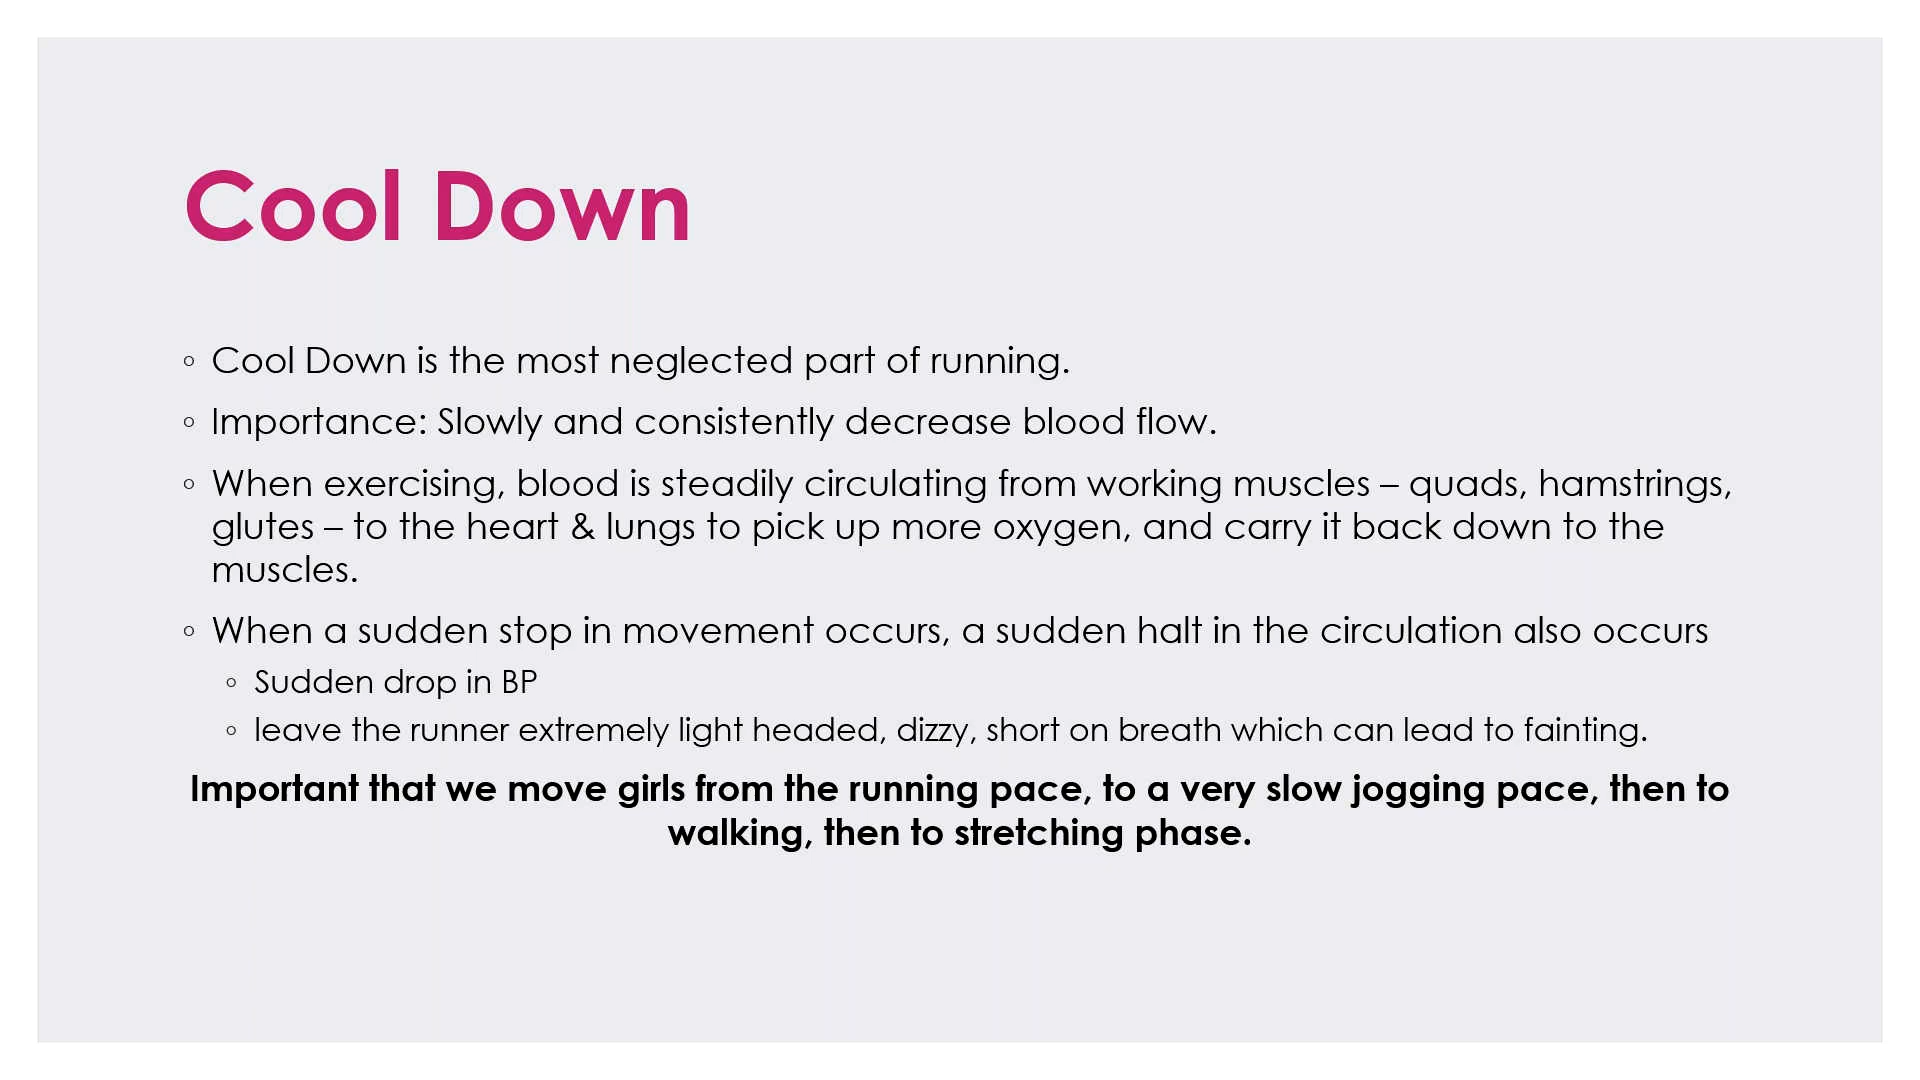 Cool Down
◦ Cool Down is the most neglected part of running.
◦ Importance: Slowly and consistently decrease blood flow.
◦ When exercising, blood is steadily circulating from working muscles – quads, hamstrings,
glutes – to the heart & lungs to pick up more oxygen, and carry it back down to the
muscles.
◦ When a sudden stop in movement occurs, a sudden halt in the circulation also occurs
◦ Sudden drop in BP
◦ leave the runner extremely light headed, dizzy, short on breath which can lead to fainting.
Important that we move girls from the running pace, to a very slow jogging pace, then to
walking, then to stretching phase.